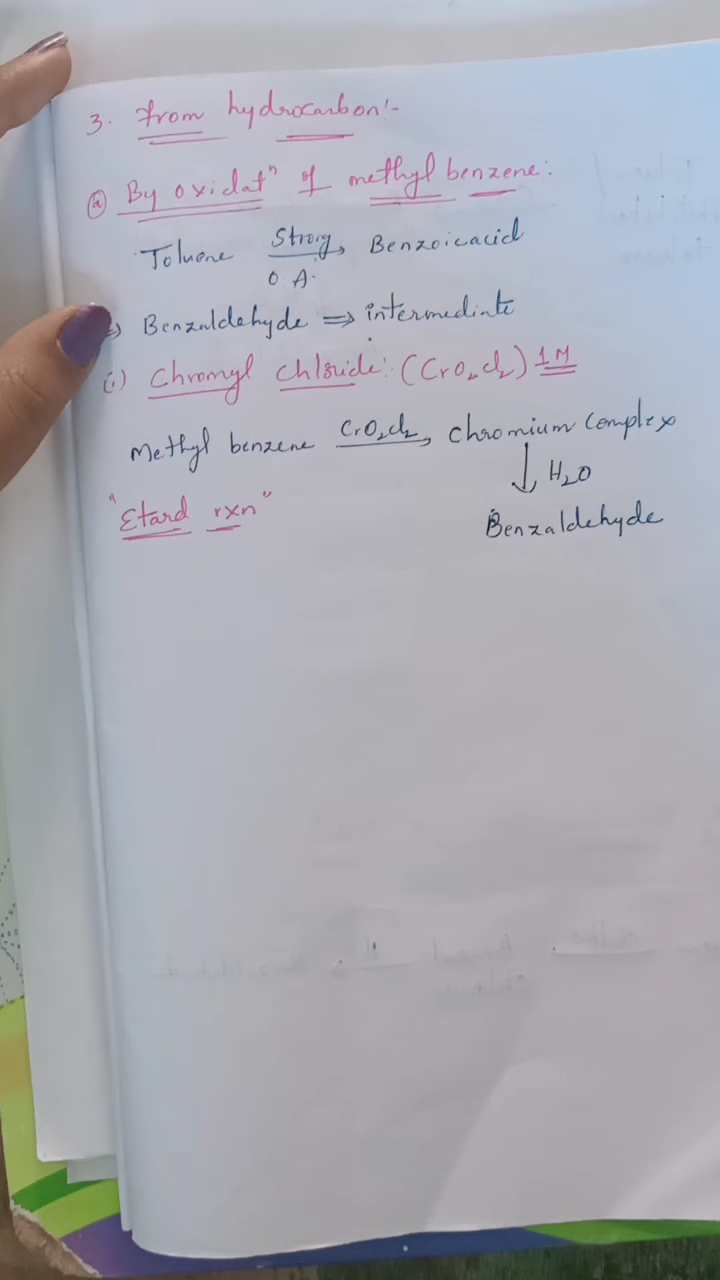 3. From hydrocarbon:-
(a) By oxidatⁿ of methyl benzene:
Toluene Strong O A. → Benzoicacid
⇒ Benzaldehyde ⇒ intermediate
(i) Chromyl Chloride: (CrO₂Cl₂) 1M
Methyl benzene CrO₂Cl₂ → Chromium Complex
↓ H₂O
"Etard rxn"
Benzaldehyde